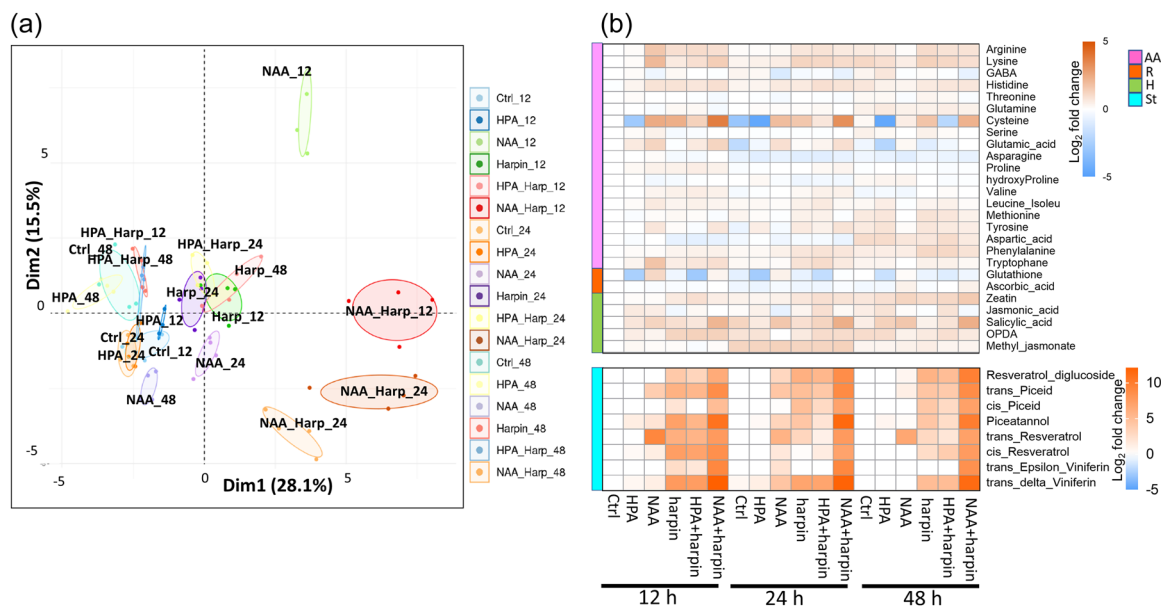 (a)
5
0
-5
Dim2 (15.5%)
-5
0
5
Dim1 (28.1%)
NAA_12
HPA_Harp_12
Ctrl_48
HPA_Harp_48
HPA_48
HPA_Harp_24
Harp_48
Harp_24
Harp_12
HPA_12
Ctrl_24
HPA_24
Ctrl_12
NAA_24
NAA_48
NAA_Harp_12
NAA_Harp_24
NAA_Harp_24
Ctrl_12
HPA_12
NAA_12
Harpin_12
HPA_Harp_12
NAA_Harp_12
Ctrl_24
HPA_24
NAA_24
Harpin_24
HPA_Harp_24
NAA_Harp_24
Ctrl_48
HPA_48
NAA_48
Harpin_48
HPA_Harp_48
NAA_Harp_48
(b)
Arginine
Lysine
GABA
Histidine
Threonine
Glutamine
Cysteine
Serine
Glutamic_acid
Asparagine
Proline
hydroxyProline
Valine
Leucine_Isoleu
Methionine
Tyrosine
Aspartic_acid
Phenylalanine
Tryptophane
Glutathione
Ascorbic_acid
Zeatin
Jasmonic_acid
Salicylic_acid
OPDA
Methyl_jasmonate
Log2 fold change
5
0
-5
AA
R
H
St
Resveratrol_diglucoside
trans_Piceid
cis_Piceid
Piceatannol
trans_Resveratrol
cis_Resveratrol
trans_Epsilon_Viniferin
trans_delta_Viniferin
Log2 fold change
10
5
0
-5
Ctrl
HPA
NAA
harpin
HPA+harpin
NAA+harpin
Ctrl
HPA
NAA
harpin
HPA+harpin
NAA+harpin
Ctrl
HPA
NAA
harpin
HPA+harpin
NAA+harpin
12 h
24 h
48 h